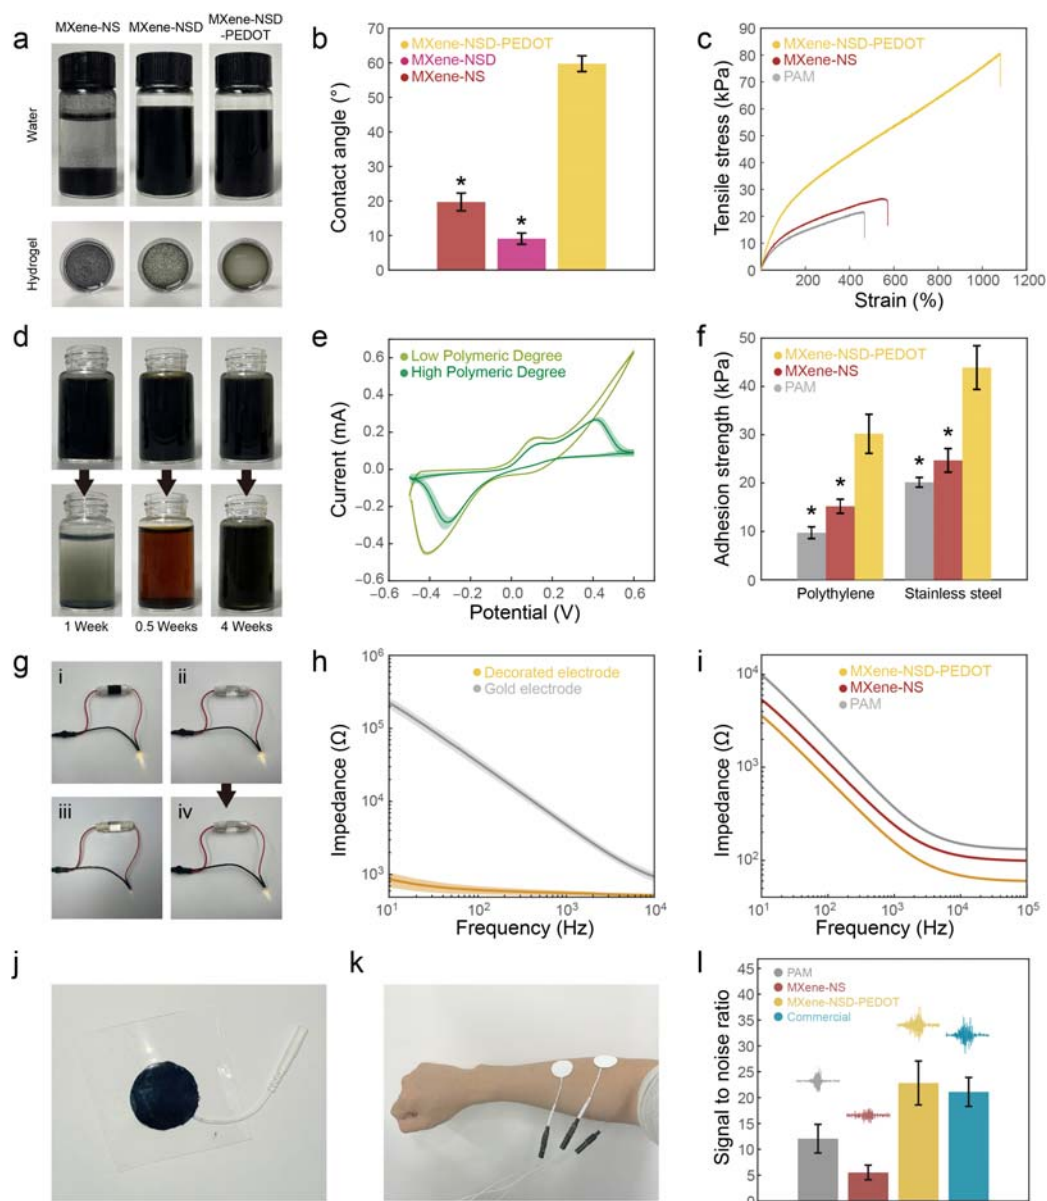 a
MXene-NS
MXene-NSD
MXene-NSD
-PEDOT
Water
Hydrogel
b
MXene-NSD-PEDOT
MXene-NSD
MXene-NS
Contact angle (°)
70
60
50
40
30
20
10
0
*
*
c
MXene-NSD-PEDOT
MXene-NS
PAM
Tensile stress (kPa)
90
80
70
60
50
40
30
20
10
0
200
400
600
800
1000
1200
Strain (%)
d
1 Week
0.5 Weeks
4 Weeks
e
Low Polymeric Degree
High Polymeric Degree
Current (mA)
0.6
0.4
0.2
0.0
−0.2
−0.4
−0.6
−0.6
−0.4
−0.2
0.0
0.2
0.4
0.6
Potential (V)
f
MXene-NSD-PEDOT
MXene-NS
PAM
Adhesion strength (kPa)
50
40
30
20
10
0
*
*
*
*
Polythylene
Stainless steel
g
i
ii
iii
iv
h
Decorated electrode
Gold electrode
Impedance (Ω)
10⁶
10⁵
10⁴
10³
10¹
10²
10³
10⁴
Frequency (Hz)
i
MXene-NSD-PEDOT
MXene-NS
PAM
Impedance (Ω)
10⁴
10³
10²
10¹
10²
10³
10⁴
10⁵
Frequency (Hz)
j
k
l
PAM
MXene-NS
MXene-NSD-PEDOT
Commercial
Signal to noise ratio
45
40
35
30
25
20
15
10
5
0